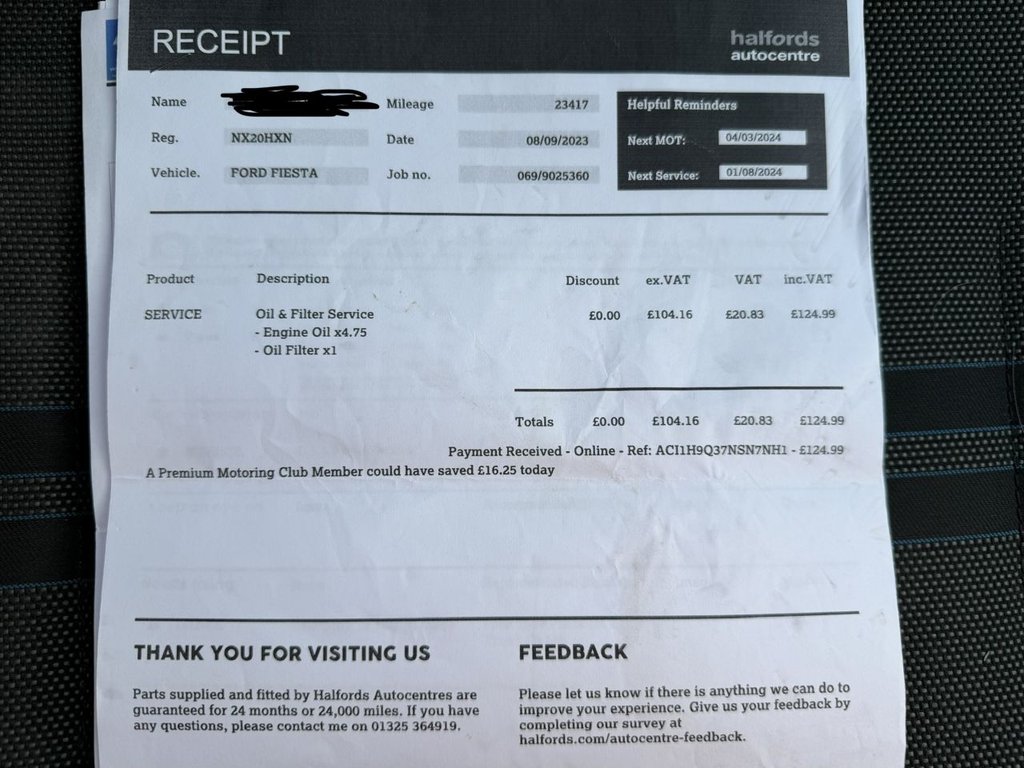 RECEIPT
halfords
autocentre
Name Mileage 23417 Helpful Reminders
Reg. NX20HXN Date 08/09/2023 Next MOT: 04/03/2024
Vehicle. FORD FIESTA Job no. 069/9025360 Next Service: 01/08/2024
Product Description Discount ex.VAT VAT inc.VAT
SERVICE Oil & Filter Service £0.00 £104.16 £20.83 £124.99
- Engine Oil x4.75
- Oil Filter x1
Totals £0.00 £104.16 £20.83 £124.99
Payment Received - Online - Ref: ACI1H9Q37NSN7NH1 - £124.99
A Premium Motoring Club Member could have saved £16.25 today
THANK YOU FOR VISITING US
Parts supplied and fitted by Halfords Autocentres are
guaranteed for 24 months or 24,000 miles. If you have
any questions, please contact me on 01325 364919.
FEEDBACK
Please let us know if there is anything we can do to
improve your experience. Give us your feedback by
completing our survey at
halfords.com/autocentre-feedback.